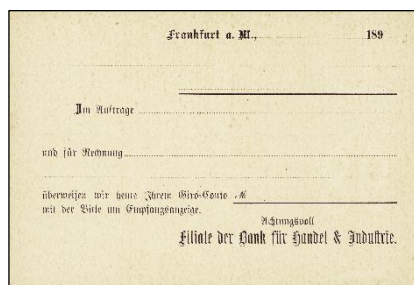 Frankfurt a. M., 189
Im Auftrage
und für Rechnung
überweisen wir heute Ihrem Giro-Conto ℳ
mit der Bitte um Empfangsanzeige.
Achtungsvoll
Filiale der Bank für Handel & Industrie.